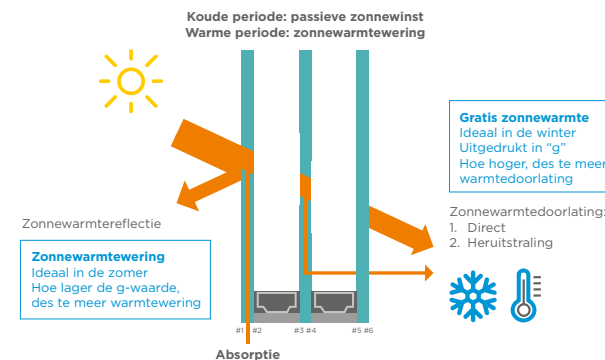 Koude periode: passieve zonnewinst
Warme periode: zonnewarmtewering
Gratis zonnewarmte
Ideaal in de winter
Uitgedrukt in “g”
Hoe hoger, des te meer
warmtedoorlating
Zonnewarmtedoorlating:
1. Direct
2. Heruitstraling
Zonnewarmtereflectie
Zonnewarmtewering
Ideaal in de zomer
Hoe lager de g-waarde,
des te meer warmtewering
#1 #2 #3 #4 #5 #6
Absorptie